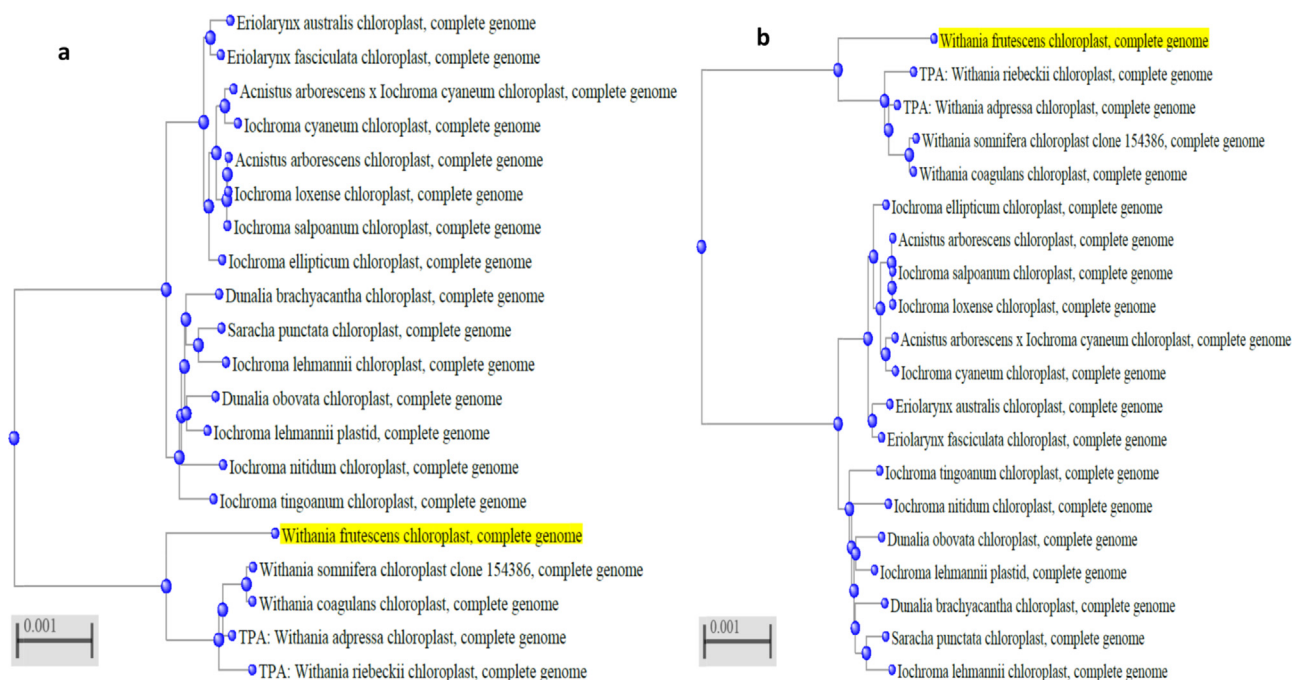 a
Eriolarynx australis chloroplast, complete genome
Eriolarynx fasciculata chloroplast, complete genome
Acnistus arborescens x Iochroma cyaneum chloroplast, complete genome
Iochroma cyaneum chloroplast, complete genome
Acnistus arborescens chloroplast, complete genome
Iochroma loxense chloroplast, complete genome
Iochroma salpoanum chloroplast, complete genome
Iochroma ellipticum chloroplast, complete genome
Dunalia brachyacantha chloroplast, complete genome
Saracha punctata chloroplast, complete genome
Iochroma lehmannii chloroplast, complete genome
Dunalia obovata chloroplast, complete genome
Iochroma lehmannii plastid, complete genome
Iochroma nitidum chloroplast, complete genome
Iochroma tingoanum chloroplast, complete genome
Withania frutescens chloroplast, complete genome
Withania somnifera chloroplast clone 154386, complete genome
Withania coagulans chloroplast, complete genome
TPA: Withania adpressa chloroplast, complete genome
TPA: Withania riebeckii chloroplast, complete genome
0.001
b
Withania frutescens chloroplast, complete genome
TPA: Withania riebeckii chloroplast, complete genome
TPA: Withania adpressa chloroplast, complete genome
Withania somnifera chloroplast clone 154386, complete genome
Withania coagulans chloroplast, complete genome
Iochroma ellipticum chloroplast, complete genome
Acnistus arborescens chloroplast, complete genome
Iochroma salpoanum chloroplast, complete genome
Iochroma loxense chloroplast, complete genome
Acnistus arborescens x Iochroma cyaneum chloroplast, complete genome
Iochroma cyaneum chloroplast, complete genome
Eriolarynx australis chloroplast, complete genome
Eriolarynx fasciculata chloroplast, complete genome
Iochroma tingoanum chloroplast, complete genome
Iochroma nitidum chloroplast, complete genome
Dunalia obovata chloroplast, complete genome
Iochroma lehmannii plastid, complete genome
Dunalia brachyacantha chloroplast, complete genome
Saracha punctata chloroplast, complete genome
Iochroma lehmannii chloroplast, complete genome
0.001